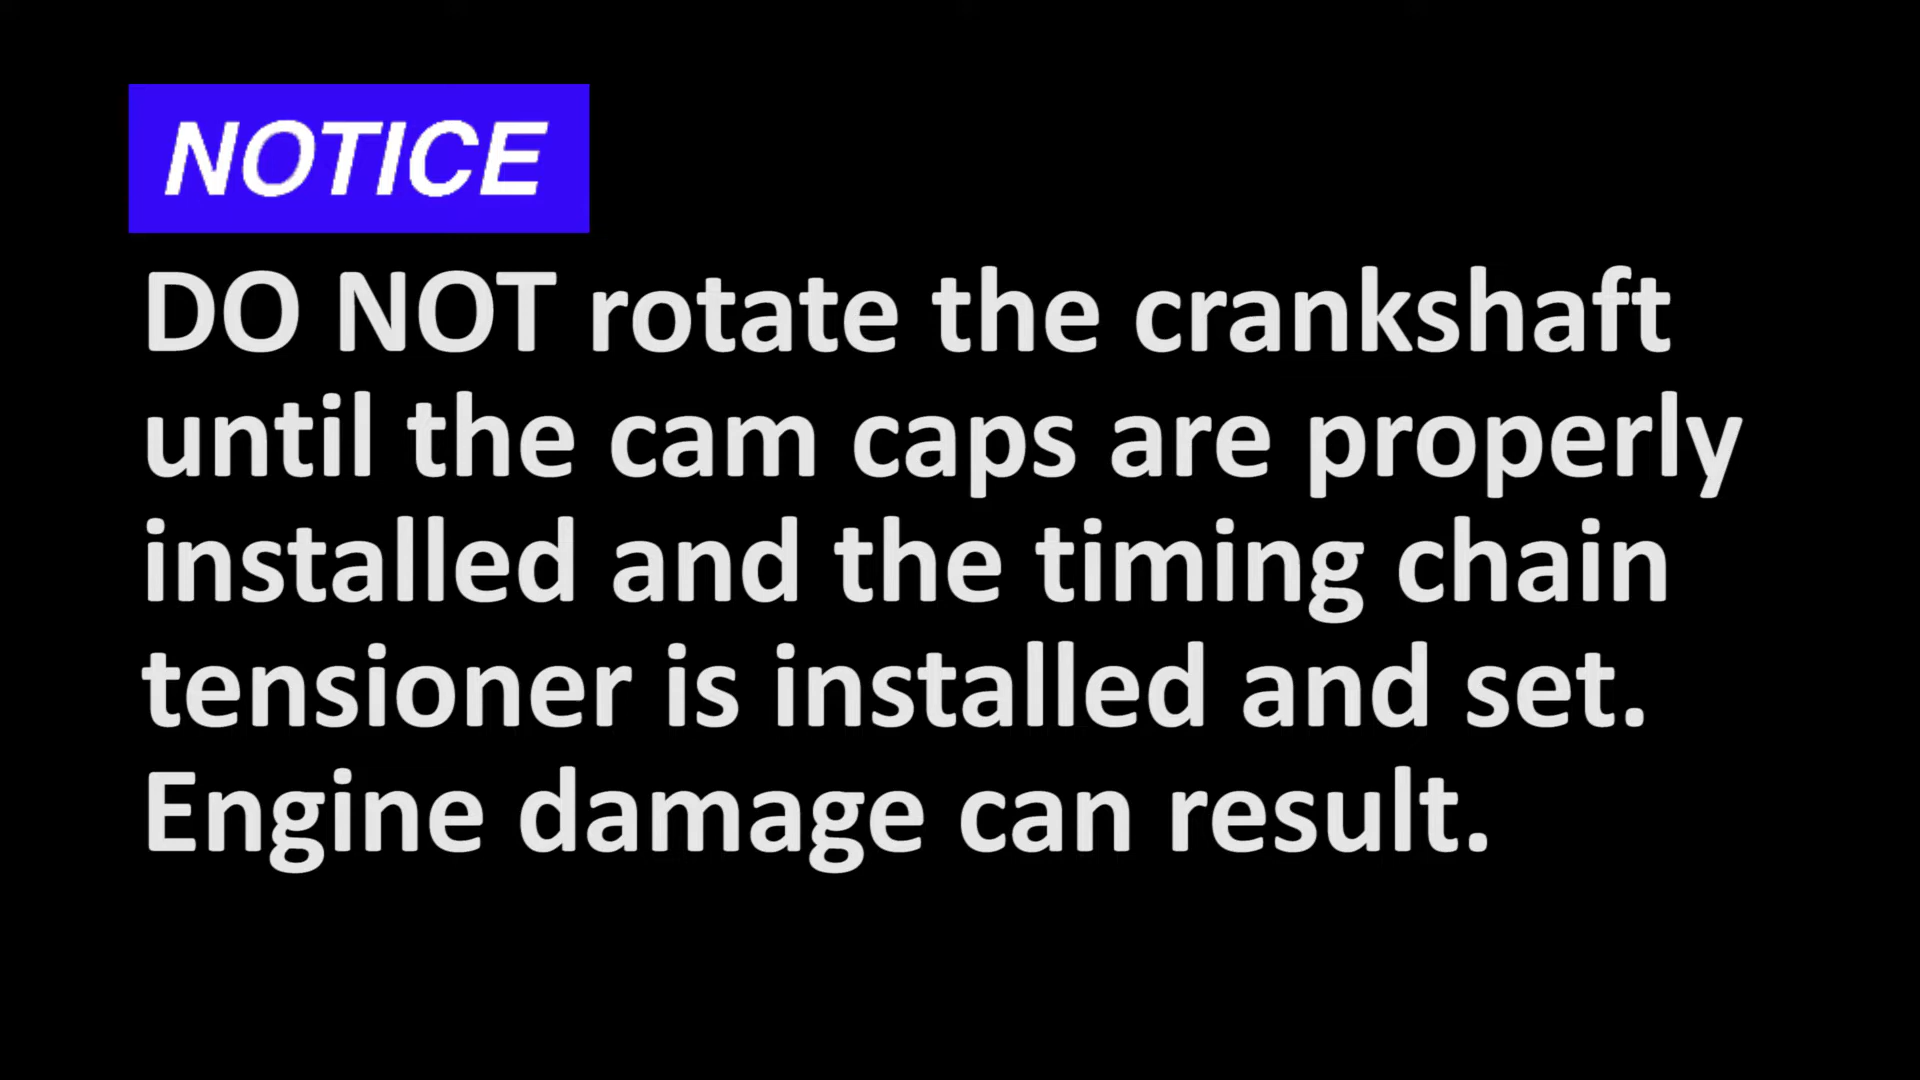 NOTICE
DO NOT rotate the crankshaft
until the cam caps are properly
installed and the timing chain
tensioner is installed and set.
Engine damage can result.